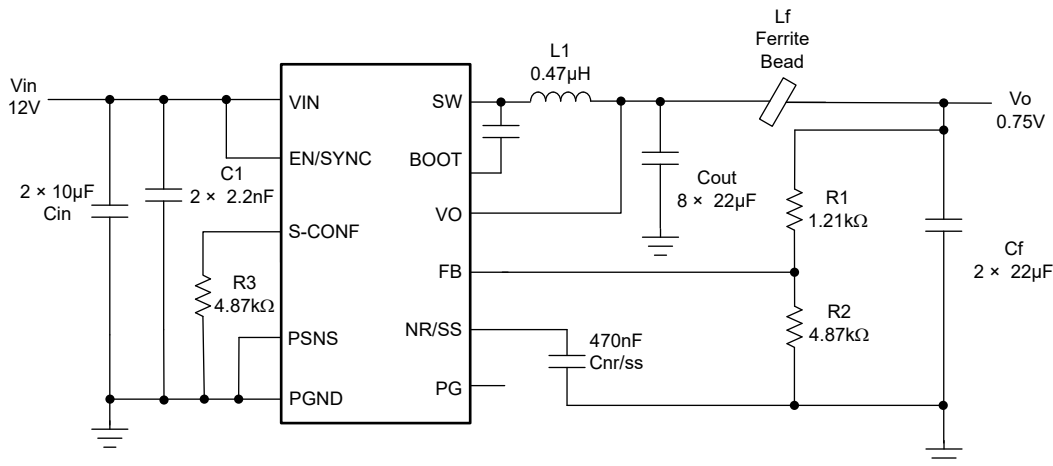 Vin
12V
2 × 10µF
Cin
C1
2 × 2.2nF
R3
4.87kΩ
VIN
EN/SYNC
S-CONF
PSNS
PGND
SW
BOOT
VO
FB
NR/SS
PG
L1
0.47µH
Cout
8 × 22µF
470nF
Cnr/ss
Lf
Ferrite
Bead
R1
1.21kΩ
R2
4.87kΩ
Vo
0.75V
Cf
2 × 22µF